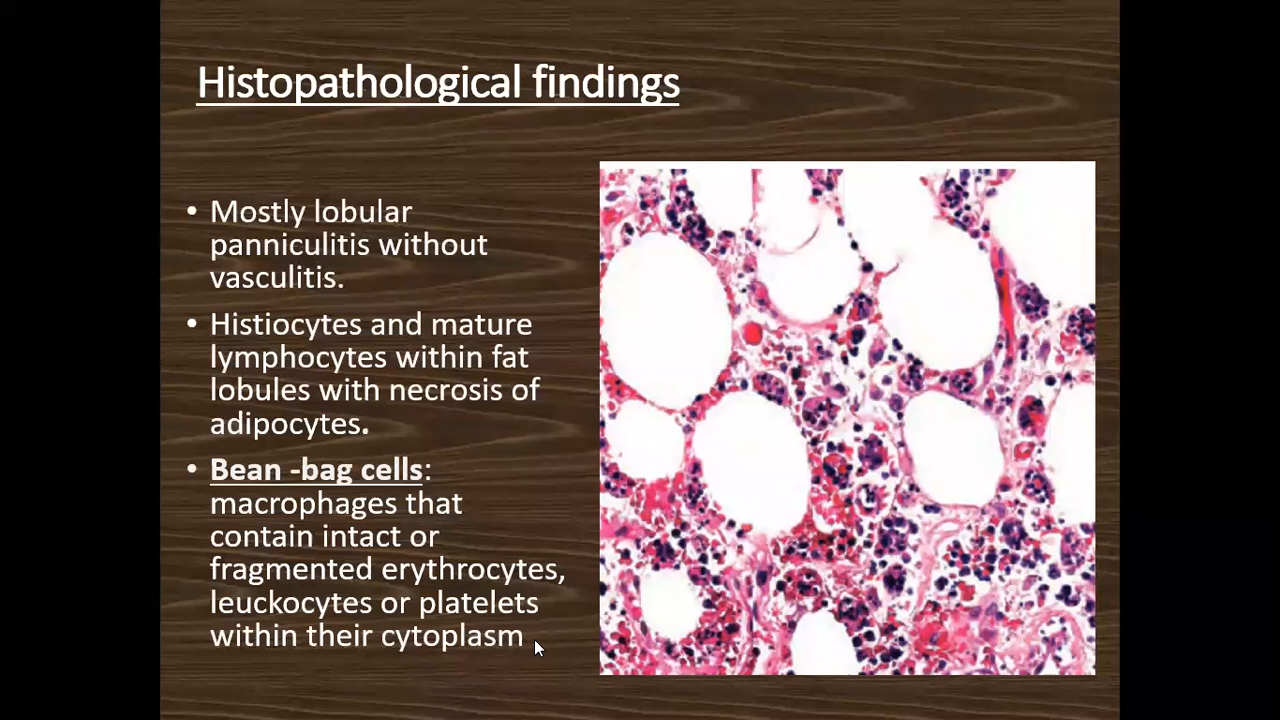 Histopathological findings
• Mostly lobular
panniculitis without
vasculitis.
• Histiocytes and mature
lymphocytes within fat
lobules with necrosis of
adipocytes.
• Bean -bag cells:
macrophages that
contain intact or
fragmented erythrocytes,
leuckocytes or platelets
within their cytoplasm